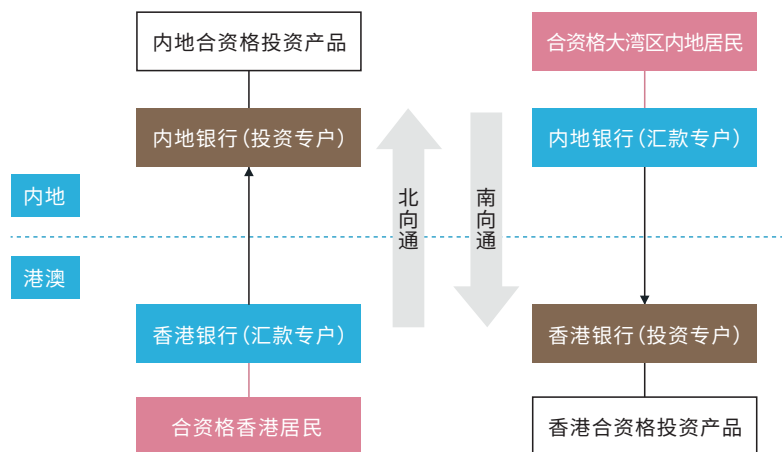 内地合资格投资产品
合资格大湾区内地居民
内地银行（投资专户）
内地银行（汇款专户）
内地
北向通
南向通
港澳
香港银行（汇款专户）
香港银行（投资专户）
合资格香港居民
香港合资格投资产品